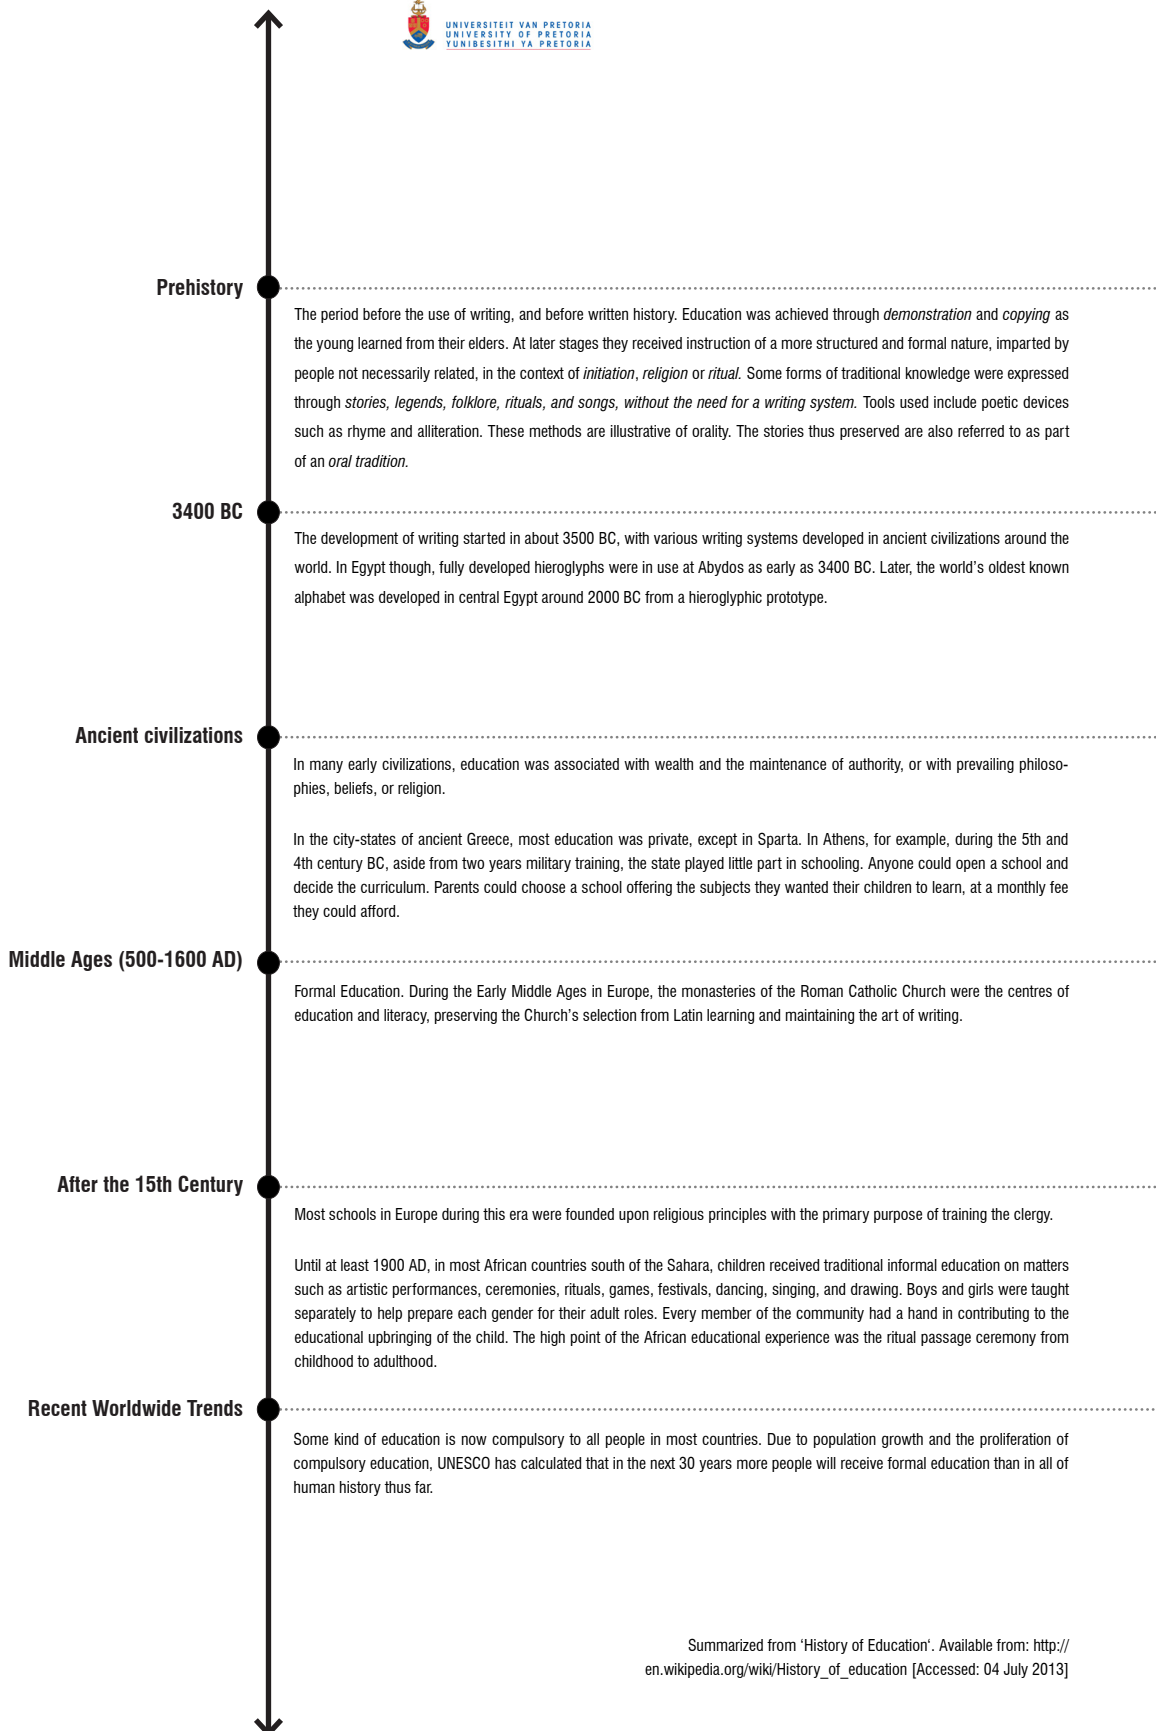 UNIVERSITEIT VAN PRETORIA
UNIVERSITY OF PRETORIA
YUNIBESITHI YA PRETORIA
Prehistory
The period before the use of writing, and before written history. Education was achieved through demonstration and copying as
the young learned from their elders. At later stages they received instruction of a more structured and formal nature, imparted by
people not necessarily related, in the context of initiation, religion or ritual. Some forms of traditional knowledge were expressed
through stories, legends, folklore, rituals, and songs, without the need for a writing system. Tools used include poetic devices
such as rhyme and alliteration. These methods are illustrative of orality. The stories thus preserved are also referred to as part
of an oral tradition.
3400 BC
The development of writing started in about 3500 BC, with various writing systems developed in ancient civilizations around the
world. In Egypt though, fully developed hieroglyphs were in use at Abydos as early as 3400 BC. Later, the world’s oldest known
alphabet was developed in central Egypt around 2000 BC from a hieroglyphic prototype.
Ancient civilizations
In many early civilizations, education was associated with wealth and the maintenance of authority, or with prevailing philoso-
phies, beliefs, or religion.
In the city-states of ancient Greece, most education was private, except in Sparta. In Athens, for example, during the 5th and
4th century BC, aside from two years military training, the state played little part in schooling. Anyone could open a school and
decide the curriculum. Parents could choose a school offering the subjects they wanted their children to learn, at a monthly fee
they could afford.
Middle Ages (500-1600 AD)
Formal Education. During the Early Middle Ages in Europe, the monasteries of the Roman Catholic Church were the centres of
education and literacy, preserving the Church’s selection from Latin learning and maintaining the art of writing.
After the 15th Century
Most schools in Europe during this era were founded upon religious principles with the primary purpose of training the clergy.
Until at least 1900 AD, in most African countries south of the Sahara, children received traditional informal education on matters
such as artistic performances, ceremonies, rituals, games, festivals, dancing, singing, and drawing. Boys and girls were taught
separately to help prepare each gender for their adult roles. Every member of the community had a hand in contributing to the
educational upbringing of the child. The high point of the African educational experience was the ritual passage ceremony from
childhood to adulthood.
Recent Worldwide Trends
Some kind of education is now compulsory to all people in most countries. Due to population growth and the proliferation of
compulsory education, UNESCO has calculated that in the next 30 years more people will receive formal education than in all of
human history thus far.
Summarized from ‘History of Education‘. Available from: http://
en.wikipedia.org/wiki/History_of_education [Accessed: 04 July 2013]